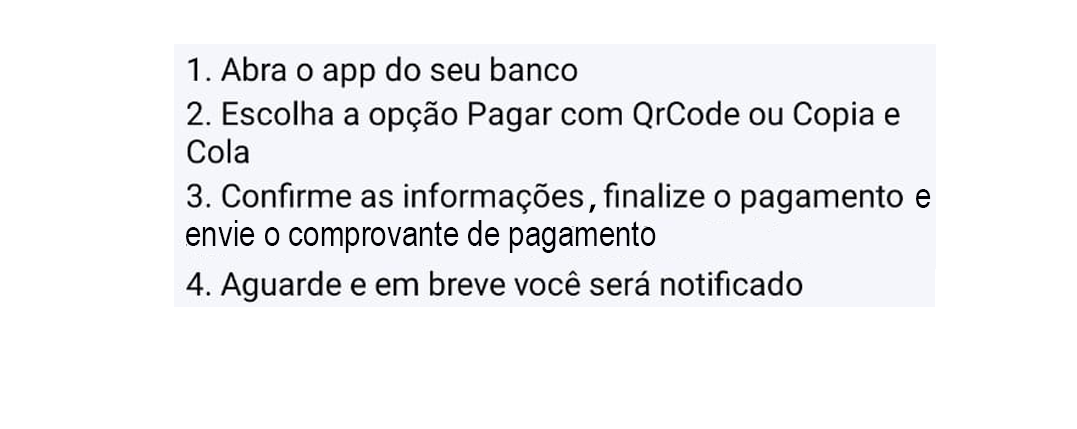 1. Abra o app do seu banco
2. Escolha a opção Pagar com QrCode ou Copia e
Cola
3. Confirme as informações, finalize o pagamento e
envie o comprovante de pagamento
4. Aguarde e em breve você será notificado